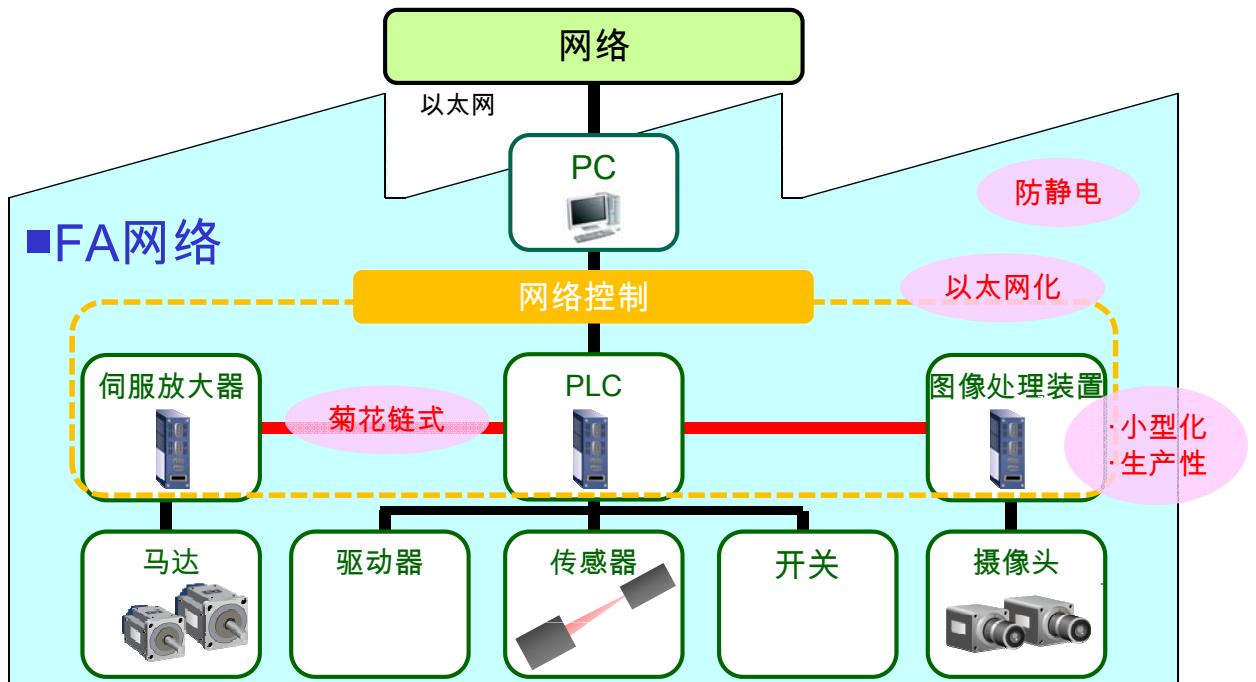 网络
以太网
PC
防静电
■FA网络
以太网化
网络控制
伺服放大器
PLC
图像处理装置
菊花链式
·小型化
·生产性
马达
驱动器
传感器
开关
摄像头